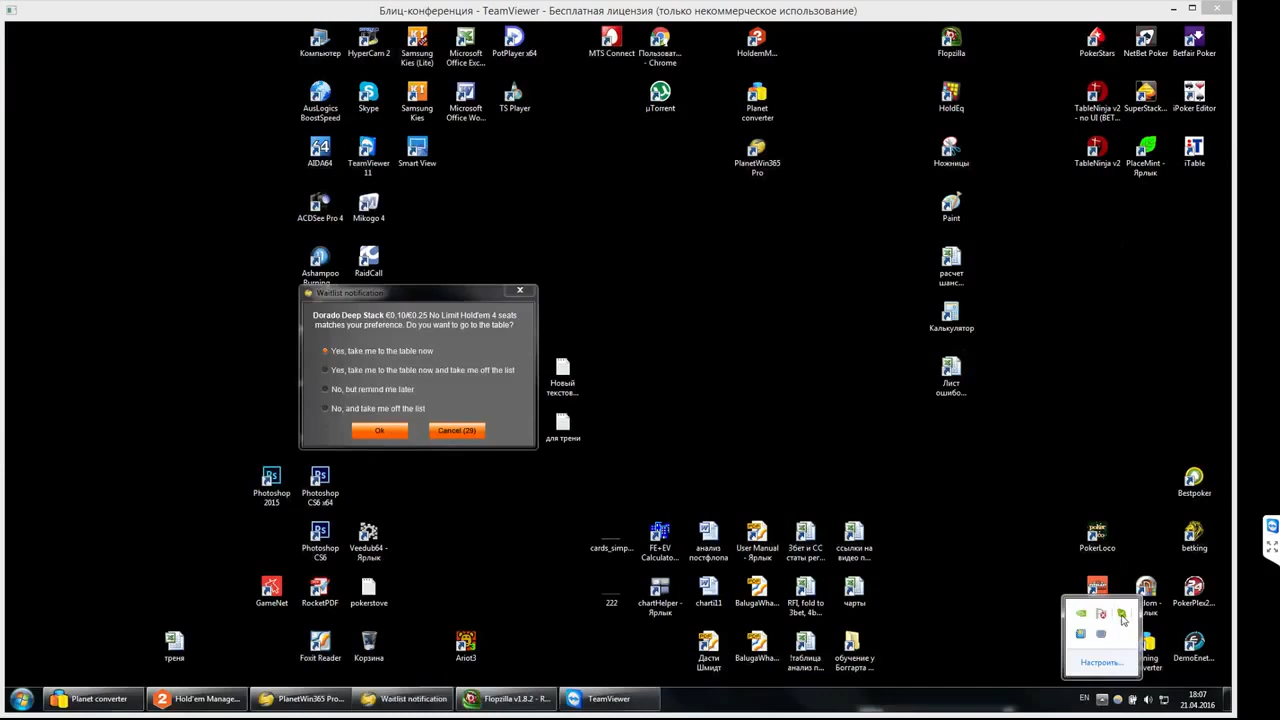 Блиц-конференция - TeamViewer - Бесплатная лицензия (только некоммерческое использование)
Компьютер
HyperCam 2
Samsung
Kies (Lite)
Microsoft
Office Exc...
PotPlayer x64
MTS Connect
Пользоват...
- Chrome
HoldemM...
Flopzilla
PokerStars
NetBet Poker
Betfair Poker
AusLogics
BoostSpeed
Skype
Samsung
Kies
Microsoft
Office Wo...
TS Player
µTorrent
Planet
converter
HoldEq
TableNinja v2
- no UI (BET...
SuperStack...
iPoker Editor
AIDA64
TeamViewer
11
Smart View
PlanetWin365
Pro
Ножницы
TableNinja v2
PlaceMint -
Ярлык
iTable
ACDSee Pro 4
Mikogo 4
Paint
Ashampoo
Burning
RaidCall
расчет
шанс...
Waitlist notification
Dorado Deep Stack €0.10/€0.25 No Limit Hold'em 4 seats
matches your preference. Do you want to go to the table?
Yes, take me to the table now
Yes, take me to the table now and take me off the list
No, but remind me later
No, and take me off the list
Ok
Cancel (29)
Калькулятор
Новый
текстов...
Лист
ошибо...
для трени
Photoshop
2015
Photoshop
CS6 x64
Bestpoker
Photoshop
CS6
Veedub64 -
Ярлык
cards_simp...
FE+EV
Calculato...
анализ
постфлопа
User Manual
- Ярлык
3бет и СС
статы рег...
ссылки на
видео п...
PokerLoco
betking
GameNet
RocketPDF
pokerstove
222
chartHelper -
Ярлык
charti11
BalugaWha...
RFI, fold to
3bet, 4b...
чарты
PokerPlex2...
треня
Foxit Reader
Корзина
Ariot3
Дасти
Шмидт
BalugaWha...
!таблица
анализ п...
обучение у
Боггарта ...
DemoEnet...
Настроить...
Planet converter
Hold'em Manage...
PlanetWin365 Pro...
Waitlist notification
Flopzilla v1.8.2 - R...
TeamViewer
EN
18:07
21.04.2016